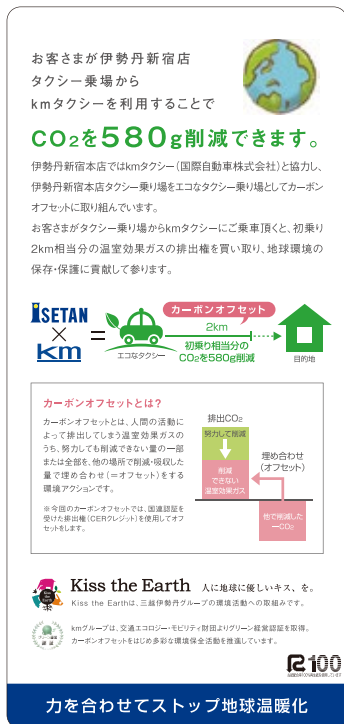 お客さまが伊勢丹新宿店
タクシー乗場から
kmタクシーを利用することで
CO2を580g削減できます。
伊勢丹新宿本店ではkmタクシー(国際自動車株式会社)と協力し、
伊勢丹新宿本店タクシー乗り場をエコなタクシー乗り場としてカーボン
オフセットに取り組んでいます。
お客さまがタクシー乗り場からkmタクシーにご乗車頂くと、初乗り
2km相当分の温室効果ガスの排出権を買い取り、地球環境の
保存・保護に貢献して参ります。
ISETAN
×
km
=
エコなタクシー
カーボンオフセット
2km
初乗り相当分の
CO2を580g削減
目的地
カーボンオフセットとは?
カーボンオフセットとは、人間の活動に
よって排出してしまう温室効果ガスの
うち、努力しても削減できない量の一部
または全部を、他の場所で削減・吸収した
量で埋め合わせ(=オフセット)をする
環境アクションです。
※今回のカーボンオフセットでは、国連認証を
受けた排出権(CERクレジット)を使用してオフ
セットをします。
排出CO2
努力して削減
削減
できない
温室効果ガス
埋め合わせ
(オフセット)
他で削減した
ーCO2
Kiss the Earth
Kiss the Earth 人に地球に優しいキス、を。
Kiss the Earthは、三越伊勢丹グループの環境活動への取組みです。
kmグループは、交通エコロジー・モビリティ財団よりグリーン経営認証を取得。
カーボンオフセットをはじめ多彩な環境保全活動を推進しています。
R100
力を合わせてストップ地球温暖化